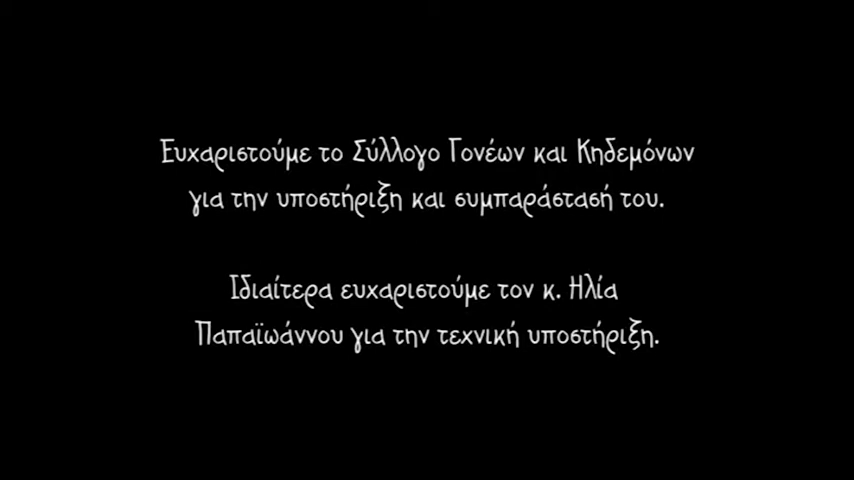 Ευχαριστούμε το Σύλλογο Γονέων και Κηδεμόνων
για την υποστήριξη και συμπαράστασή του.
Ιδιαίτερα ευχαριστούμε τον κ. Ηλία
Παπαϊωάννου για την τεχνική υποστήριξη.